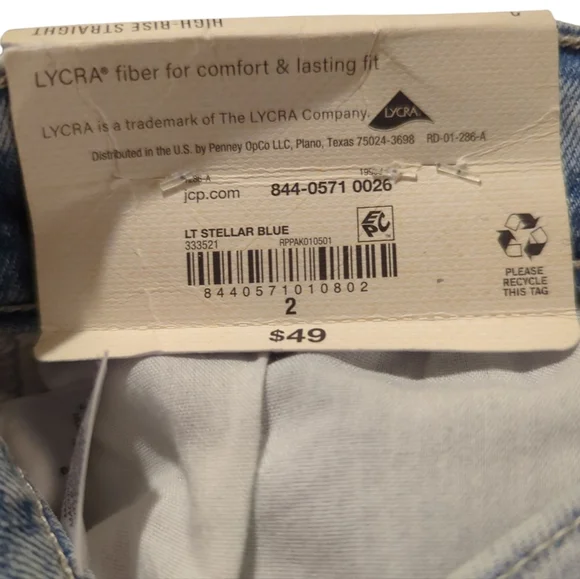 HIGH-RISE STRAIGHT
LYCRA® fiber for comfort & lasting fit
LYCRA is a trademark of The LYCRA Company.
LYCRA
Distributed in the U.S. by Penney OpCo LLC, Plano, Texas 75024-3698 RD-01-286-A
jcp.com 844-0571 0026
LT STELLAR BLUE
333521 RPPAK010501
EPC™
8440571010802
2
$49
PLEASE
RECYCLE
THIS TAG